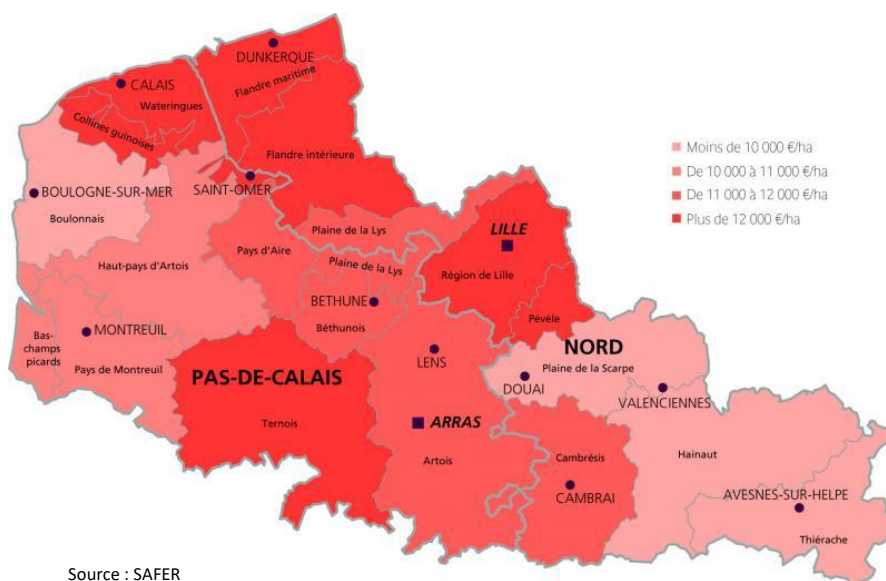 DUNKERQUE
Flandre maritime
CALAIS
Wateringues
Collines guinoises
Flandre intérieure
Moins de 10 000 €/ha
De 10 000 à 11 000 €/ha
De 11 000 à 12 000 €/ha
Plus de 12 000 €/ha
BOULOGNE-SUR-MER
SAINT-OMER
Boulonnais
Plaine de la Lys
LILLE
Pays d'Aire
Haut-pays d'Artois
Plaine de la Lys
Région de Lille
BETHUNE
Béthunois
Pévèle
Bas-
champs
picards
MONTREUIL
Pays de Montreuil
LENS
NORD
Plaine de la Scarpe
PAS-DE-CALAIS
DOUAI
VALENCIENNES
Ternois
ARRAS
Artois
Cambrésis
Hainaut
CAMBRAI
AVESNES-SUR-HELPE
Thiérache
Source : SAFER